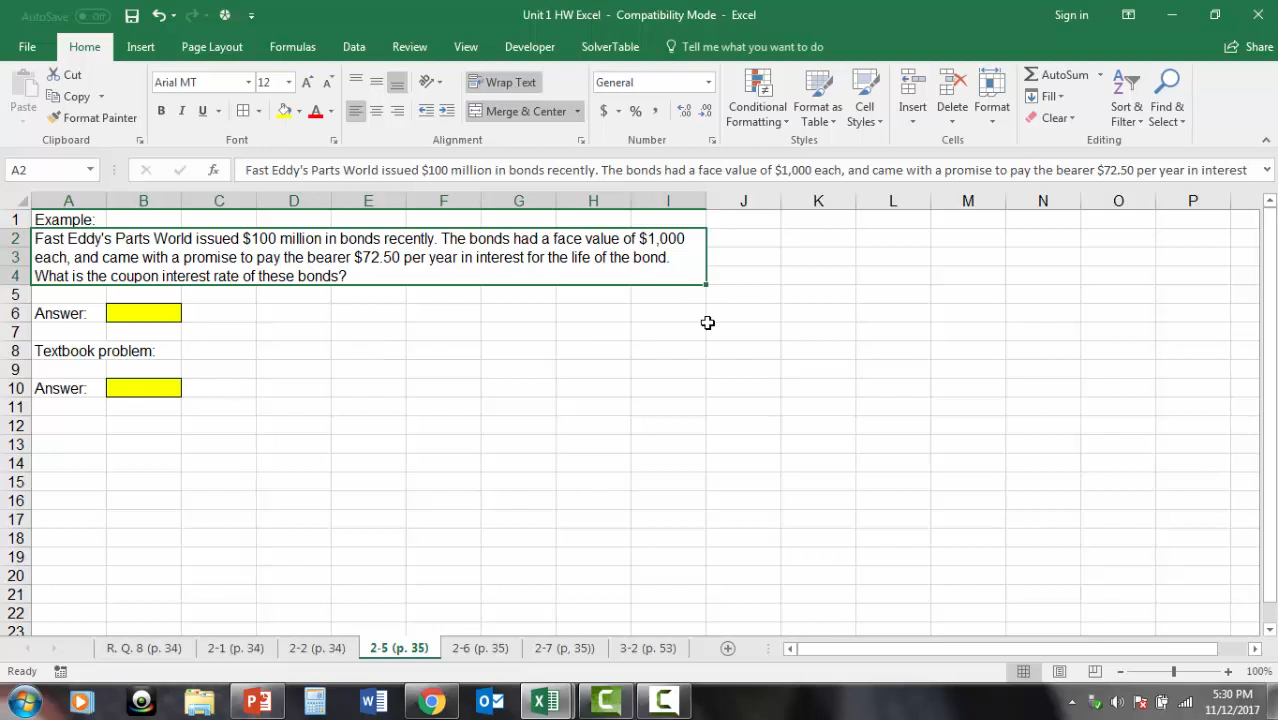 AutoSave Off
Unit 1 HW Excel - Compatibility Mode - Excel
Sign in
File Home Insert Page Layout Formulas Data Review View Developer SolverTable Tell me what you want to do Share
Paste
Cut
Copy
Format Painter
Clipboard
Arial MT 12
B I U
Font
Wrap Text
Merge & Center
Alignment
General
$ % ,
Number
Conditional Formatting
Format as Table
Cell Styles
Styles
Insert
Delete
Format
Cells
AutoSum
Fill
Clear
Sort & Filter
Find & Select
Editing
A2
fx
Fast Eddy's Parts World issued $100 million in bonds recently. The bonds had a face value of $1,000 each, and came with a promise to pay the bearer $72.50 per year in interest
A B C D E F G H I J K L M N O P
1 Example:
2 Fast Eddy's Parts World issued $100 million in bonds recently. The bonds had a face value of $1,000
3 each, and came with a promise to pay the bearer $72.50 per year in interest for the life of the bond.
4 What is the coupon interest rate of these bonds?
5
6 Answer:
7
8 Textbook problem:
9
10 Answer:
11
12
13
14
15
16
17
18
19
20
21
22
23
R. Q. 8 (p. 34) 2-1 (p. 34) 2-2 (p. 34) 2-5 (p. 35) 2-6 (p. 35) 2-7 (p, 35)) 3-2 (p. 53)
Ready
100%
5:30 PM
11/12/2017